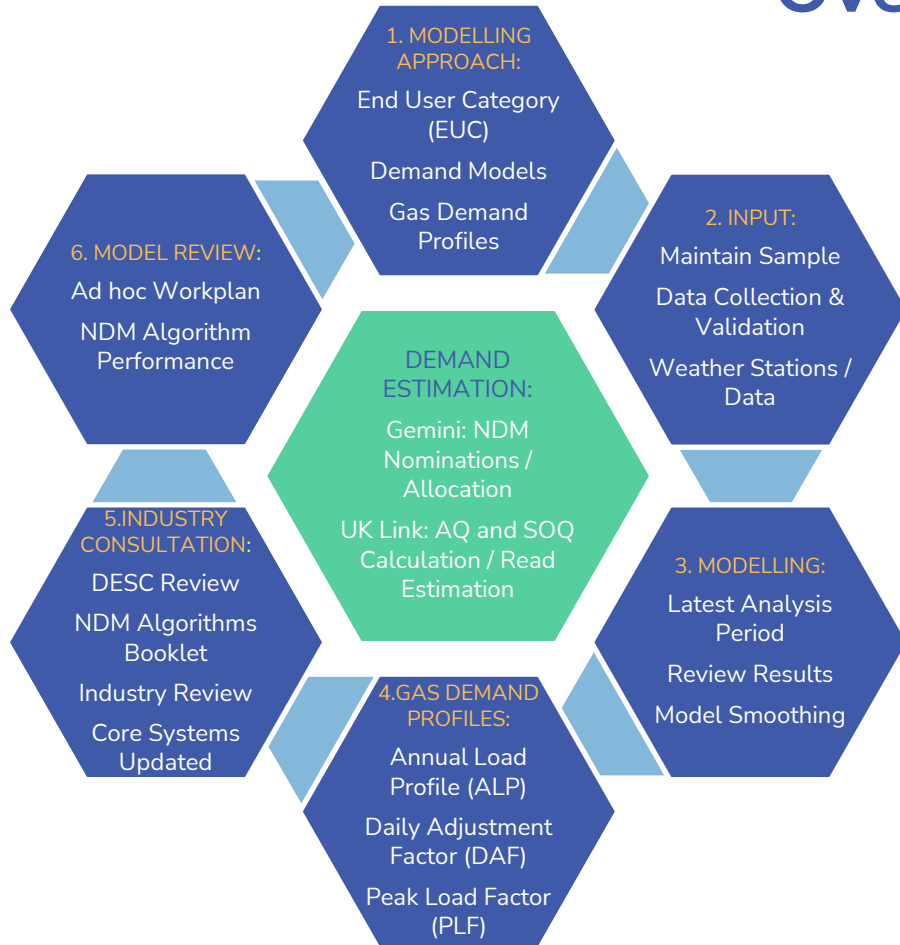 1. MODELLING
APPROACH:
End User Category
(EUC)
Demand Models
Gas Demand
Profiles
2. INPUT:
Maintain Sample
Data Collection &
Validation
Weather Stations /
Data
3. MODELLING:
Latest Analysis
Period
Review Results
Model Smoothing
4.GAS DEMAND
PROFILES:
Annual Load
Profile (ALP)
Daily Adjustment
Factor (DAF)
Peak Load Factor
(PLF)
5.INDUSTRY
CONSULTATION:
DESC Review
NDM Algorithms
Booklet
Industry Review
Core Systems
Updated
6. MODEL REVIEW:
Ad hoc Workplan
NDM Algorithm
Performance
DEMAND
ESTIMATION:
Gemini: NDM
Nominations /
Allocation
UK Link: AQ and SOQ
Calculation / Read
Estimation